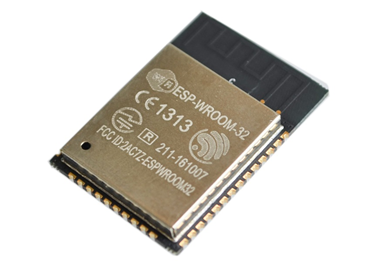 ESP-WROOM-32
CE1313
R 211-161007
FCC ID:2AC7Z-ESPWROOM32